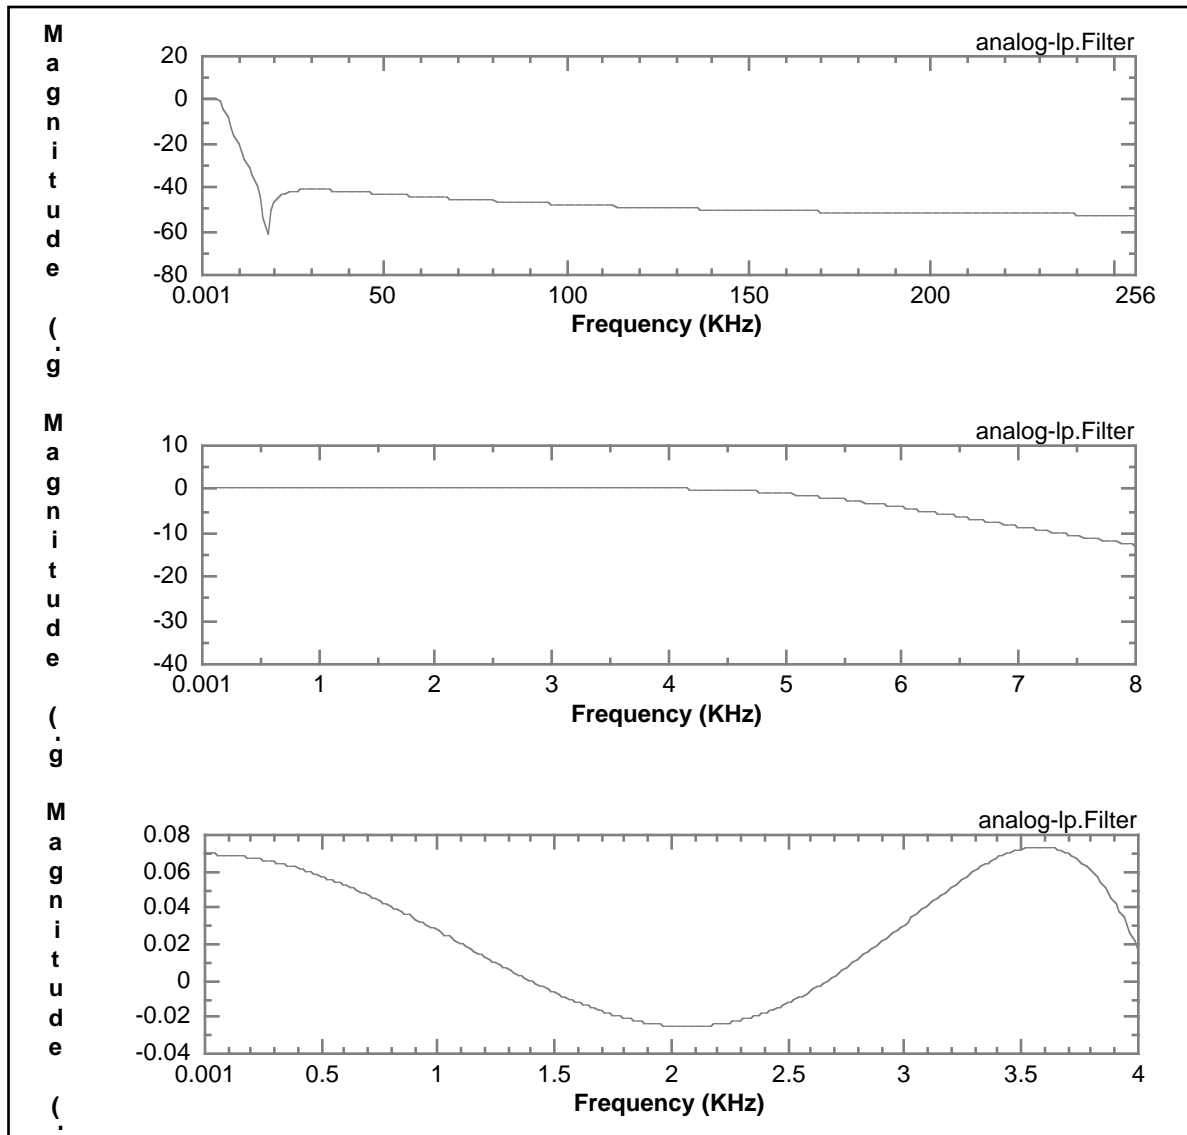 Magnitude (.g
analog-lp.Filter
20
0
-20
-40
-60
-80
0.001 50 100 150 200 256
Frequency (KHz)
Magnitude (.g
analog-lp.Filter
10
0
-10
-20
-30
-40
0.001 1 2 3 4 5 6 7 8
Frequency (KHz)
Magnitude (.
analog-lp.Filter
0.08
0.06
0.04
0.02
0
-0.02
-0.04
0.001 0.5 1 1.5 2 2.5 3 3.5 4
Frequency (KHz)